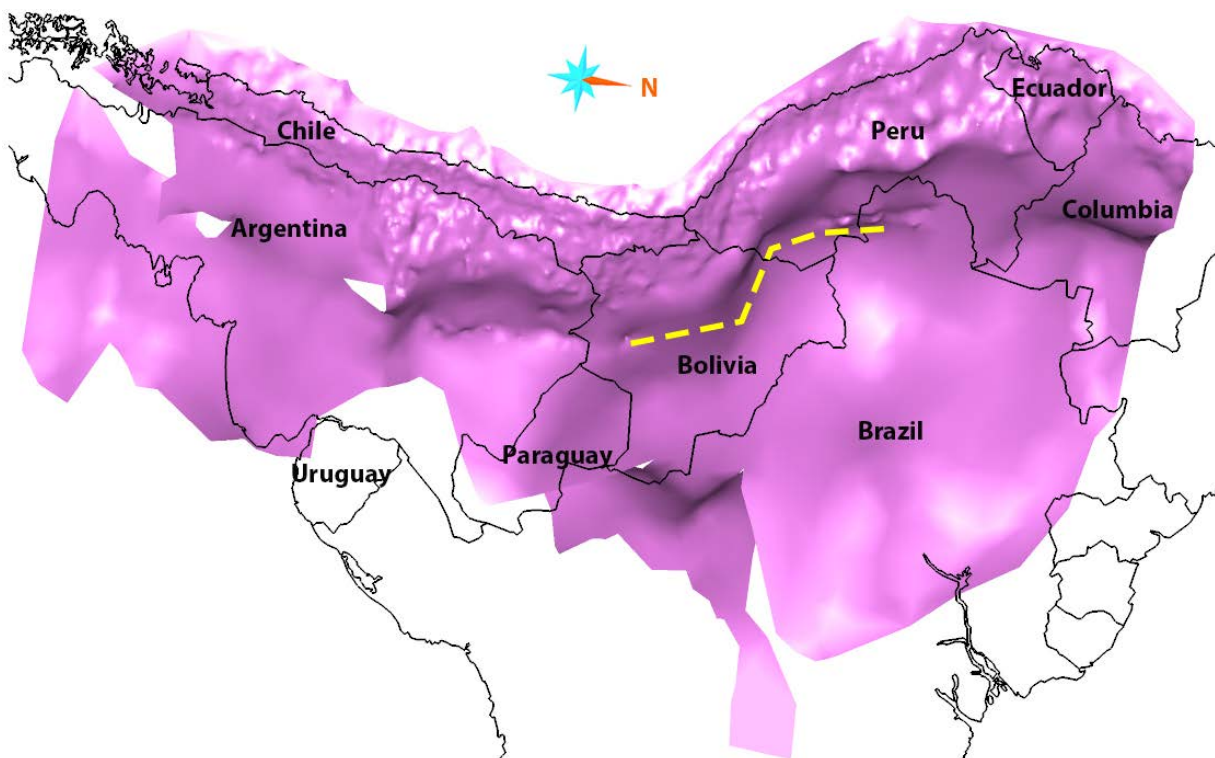 N
Ecuador
Chile
Peru
Columbia
Argentina
Bolivia
Brazil
Paraguay
Uruguay